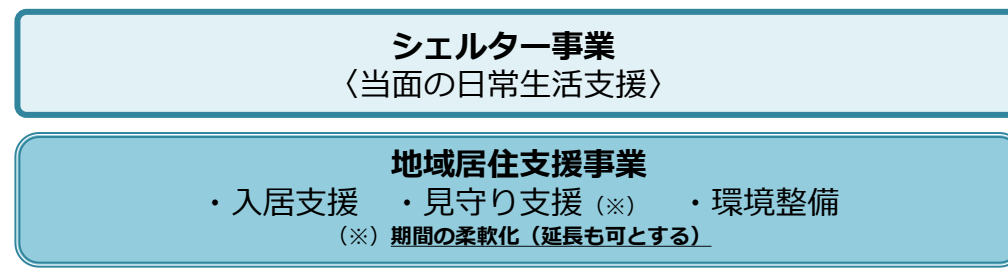 シェルター事業
〈当面の日常生活支援〉
地域居住支援事業
・入居支援　・見守り支援（※）　・環境整備
（※）期間の柔軟化（延長も可とする）